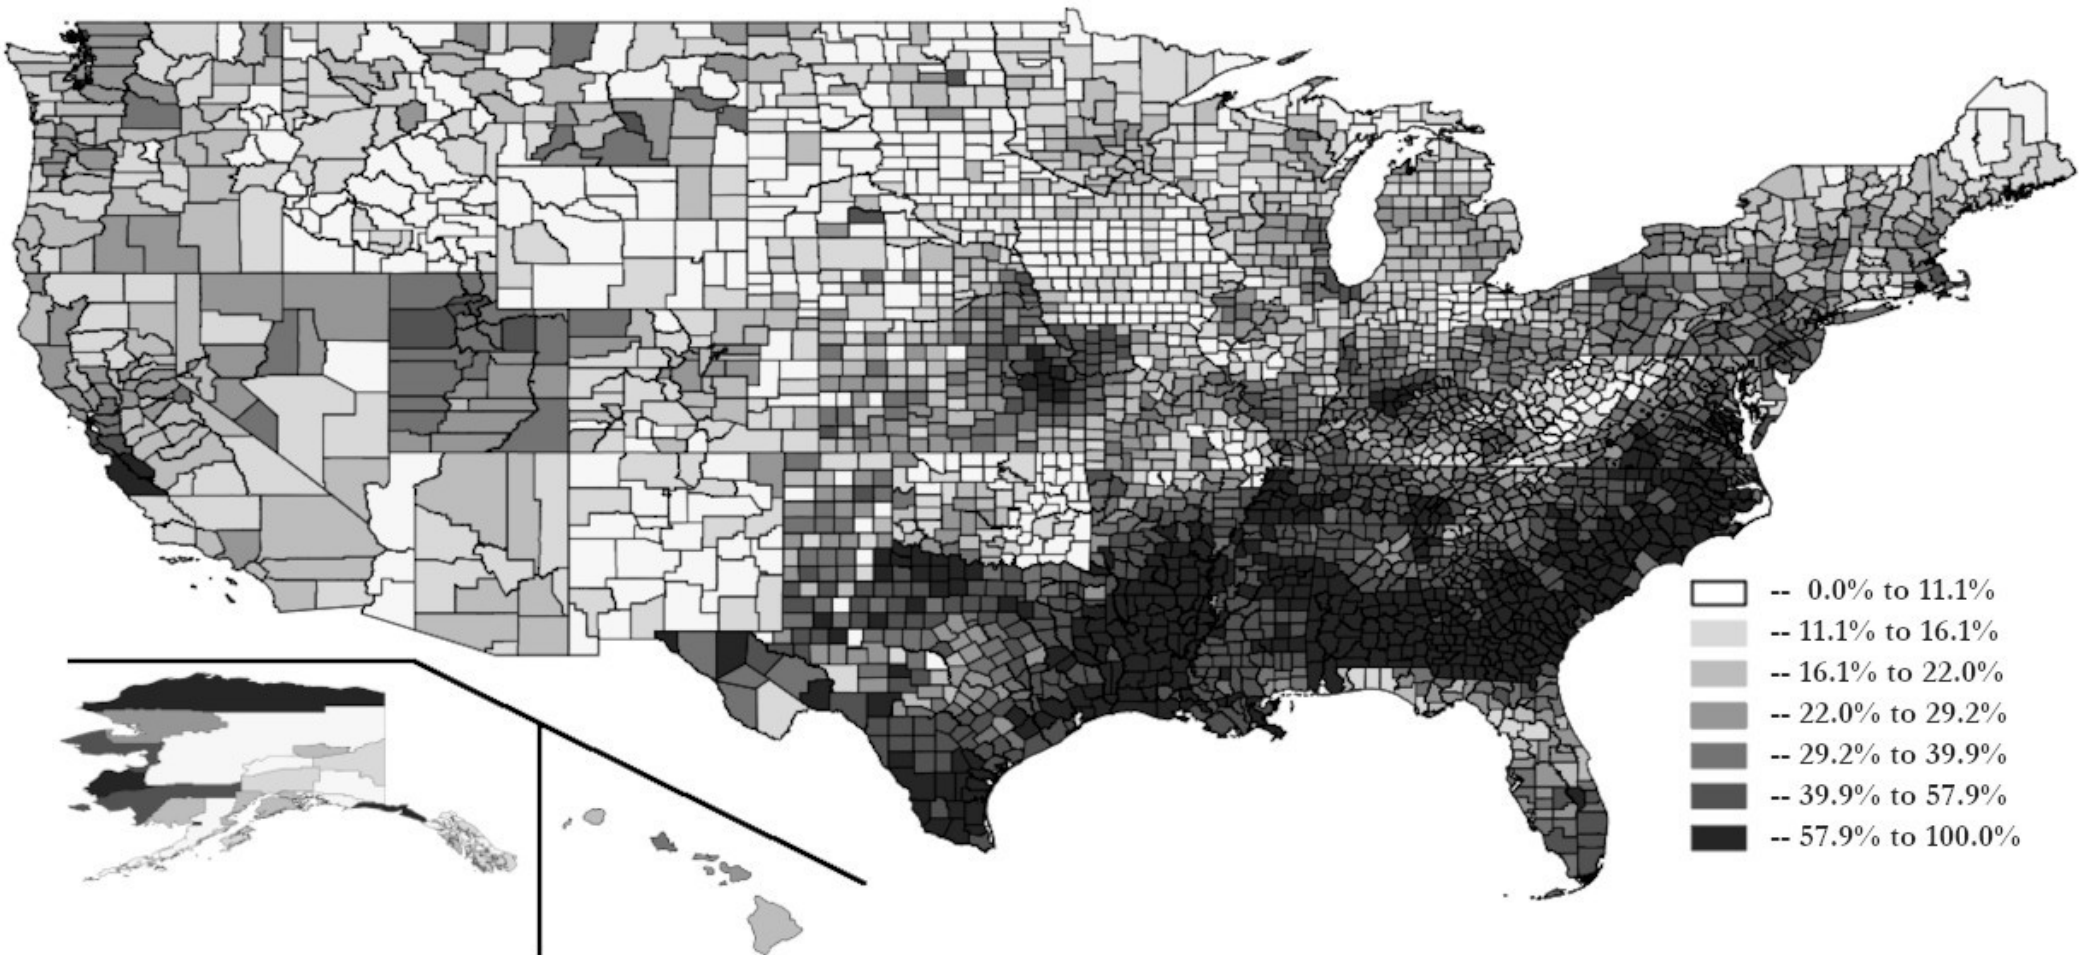 -- 0.0% to 11.1%
-- 11.1% to 16.1%
-- 16.1% to 22.0%
-- 22.0% to 29.2%
-- 29.2% to 39.9%
-- 39.9% to 57.9%
-- 57.9% to 100.0%